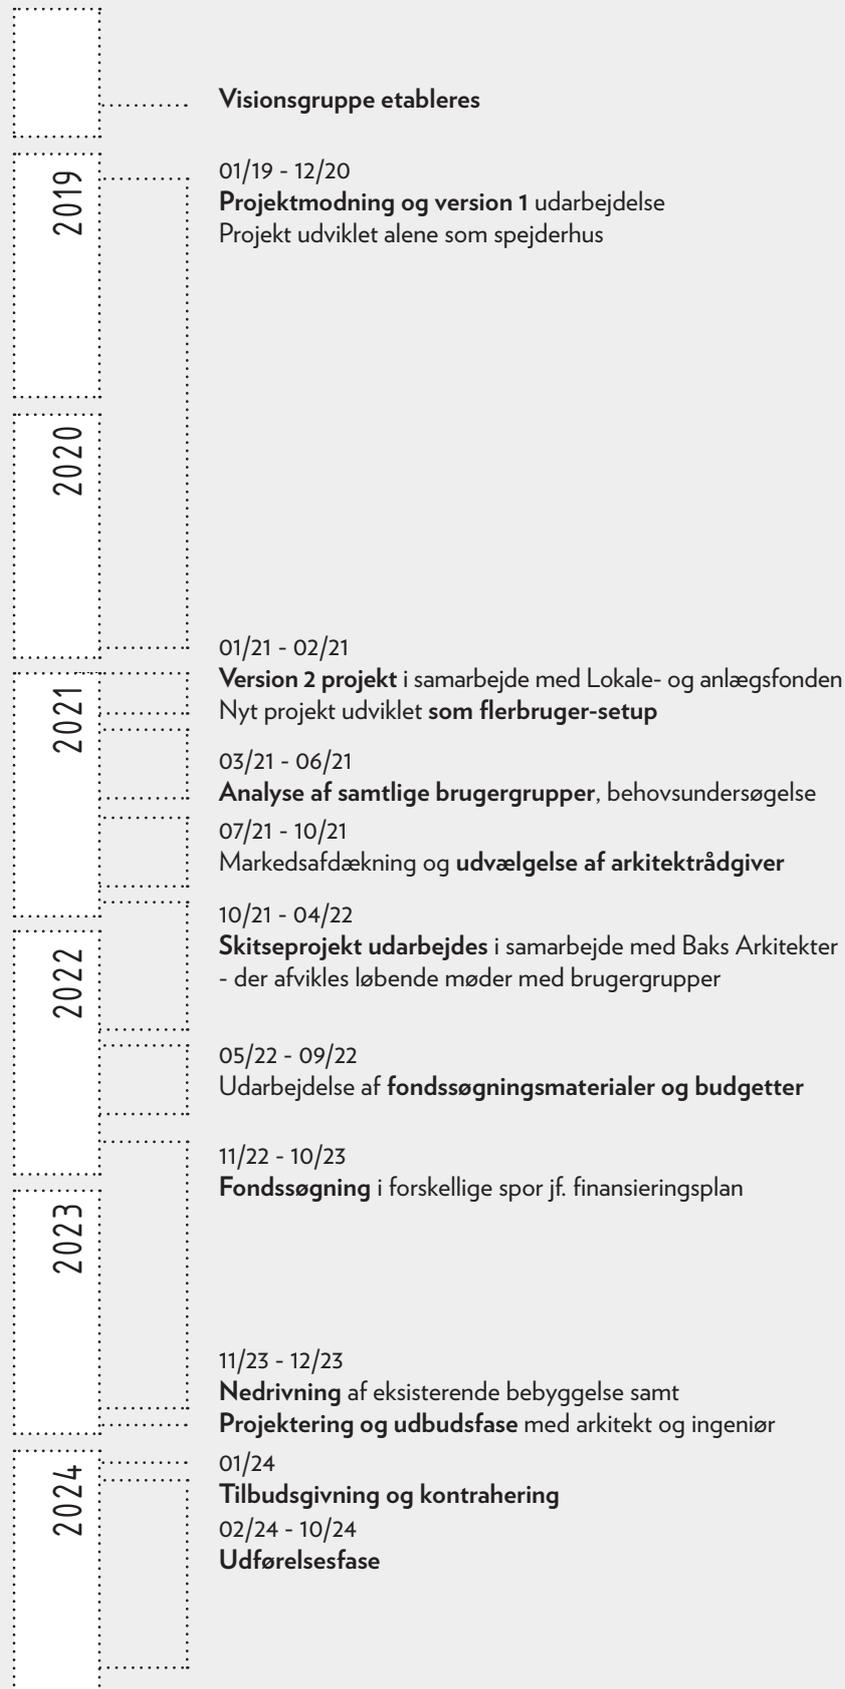 Visionsgruppe etableres
2019
01/19 - 12/20
Projektmodning og version 1 udarbejdelse
Projekt udviklet alene som spejderhus
2020
01/21 - 02/21
Version 2 projekt i samarbejde med Lokale- og anlægsfonden
Nyt projekt udviklet som flerbruger-setup
2021
03/21 - 06/21
Analyse af samtlige brugergrupper, behovsundersøgelse
07/21 - 10/21
Markedsafdækning og udvælgelse af arkitektrådgiver
10/21 - 04/22
Skitseprojekt udarbejdes i samarbejde med Baks Arkitekter
- der afvikles løbende møder med brugergrupper
2022
05/22 - 09/22
Udarbejdelse af fondssøgningsmaterialer og budgetter
11/22 - 10/23
Fondssøgning i forskellige spor jf. finansieringsplan
2023
11/23 - 12/23
Nedrivning af eksisterende bebyggelse samt
Projektering og udbudsfase med arkitekt og ingeniør
2024
01/24
Tilbudsgivning og kontrahering
02/24 - 10/24
Udførelsesfase